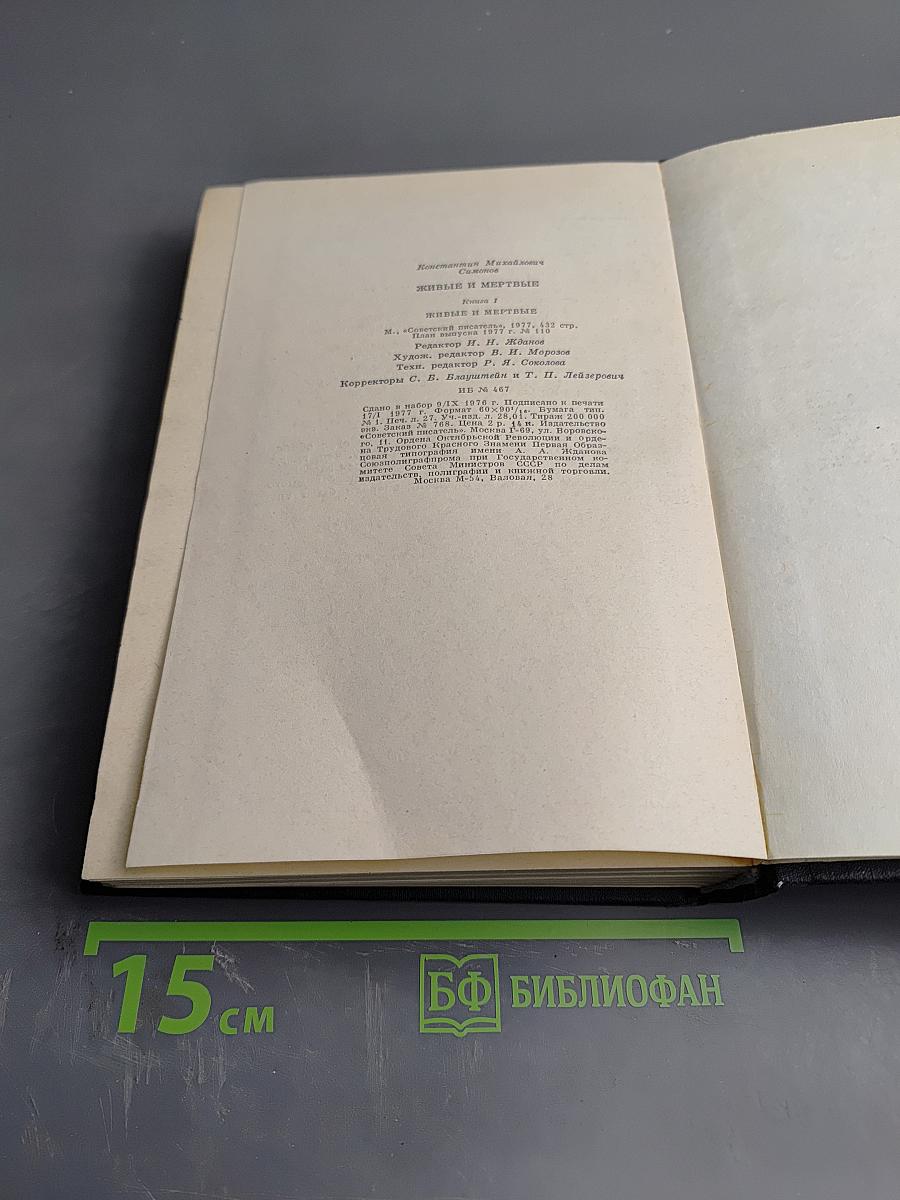 Константин Михайлович
Симонов
ЖИВЫЕ И МЕРТВЫЕ
Книга I
ЖИВЫЕ И МЕРТВЫЕ
М., «Советский писатель», 1977, 432 стр.
План выпуска 1977 г. № 110
Редактор И. Н. Жданов
Худож. редактор В. И. Морозов
Техн. редактор Р. Я. Соколова
Корректоры С. Б. Блауштейн и Т. П. Лейзерович
ИБ № 467
Сдано в набор 9/IX 1976 г. Подписано к печати
17/I 1977 г. Формат 60×90¹/₁₆. Бумага тип.
№ 1. Печ. л. 27. Уч.-изд. л. 28,01. Тираж 200 000
экз. Заказ № 768. Цена 2 р. 14 к. Издательство
«Советский писатель». Москва Г-69, ул. Воровско-
го, 11. Ордена Октябрьской Революции и орде-
на Трудового Красного Знамени Первая Образ-
цовая типография имени А. А. Жданова
Союзполиграфпрома при Государственном ко-
митете Совета Министров СССР по делам
издательств, полиграфии и книжной торговли.
Москва М-54, Валовая, 28
15 см
БФ БИБЛИОФАН